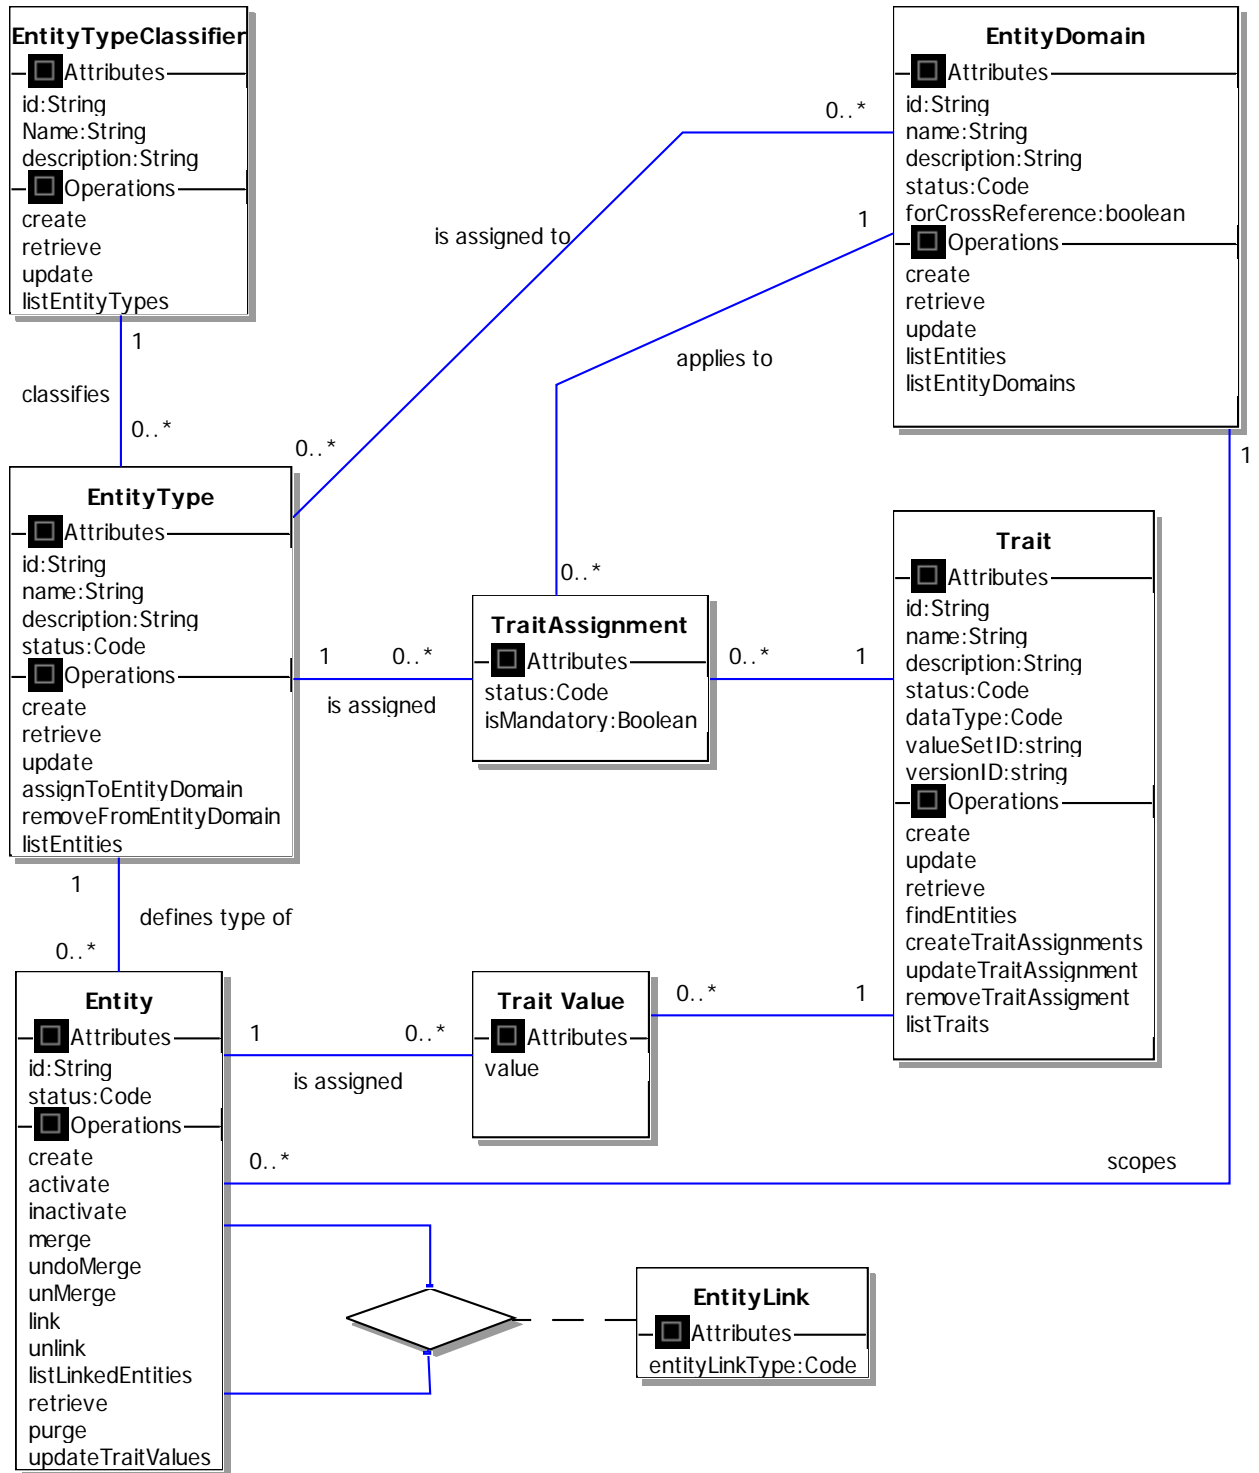 EntityTypeClassifier
Attributes
id:String
Name:String
description:String
Operations
create
retrieve
update
listEntityTypes
EntityDomain
Attributes
id:String
name:String
description:String
status:Code
forCrossReference:boolean
Operations
create
retrieve
update
listEntities
listEntityDomains
0..*
is assigned to
0..*
1
applies to
0..*
1
classifies
0..*
1
EntityType
Attributes
id:String
name:String
description:String
status:Code
Operations
create
retrieve
update
assignToEntityDomain
removeFromEntityDomain
listEntities
1
0..*
is assigned
TraitAssignment
Attributes
status:Code
isMandatory:Boolean
0..*
1
Trait
Attributes
id:String
name:String
description:String
status:Code
dataType:Code
valueSetID:string
versionID:string
Operations
create
update
retrieve
findEntities
createTraitAssignments
updateTraitAssignment
removeTraitAssigment
listTraits
1
defines type of
0..*
Entity
Attributes
id:String
status:Code
Operations
create
activate
inactivate
merge
undoMerge
unMerge
link
unlink
listLinkedEntities
retrieve
purge
updateTraitValues
1
0..*
is assigned
Trait Value
Attributes
value
0..*
1
0..*
scopes
EntityLink
Attributes
entityLinkType:Code